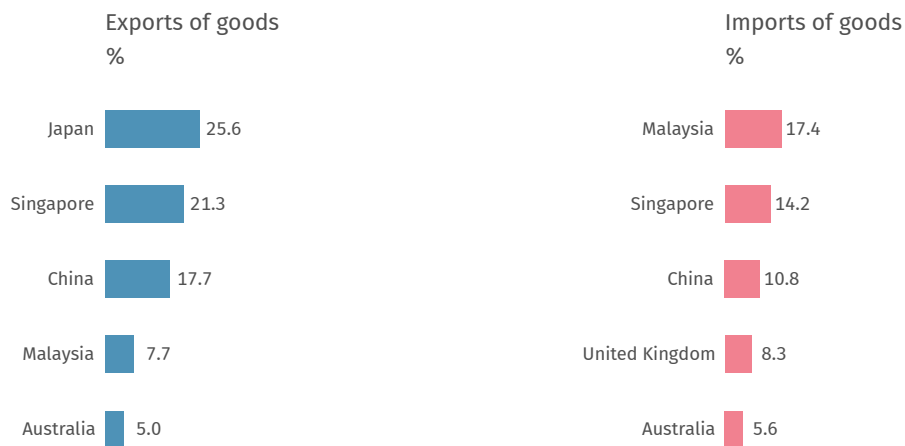 Exports of goods
%
Japan 25.6
Singapore 21.3
China 17.7
Malaysia 7.7
Australia 5.0
Imports of goods
%
Malaysia 17.4
Singapore 14.2
China 10.8
United Kingdom 8.3
Australia 5.6